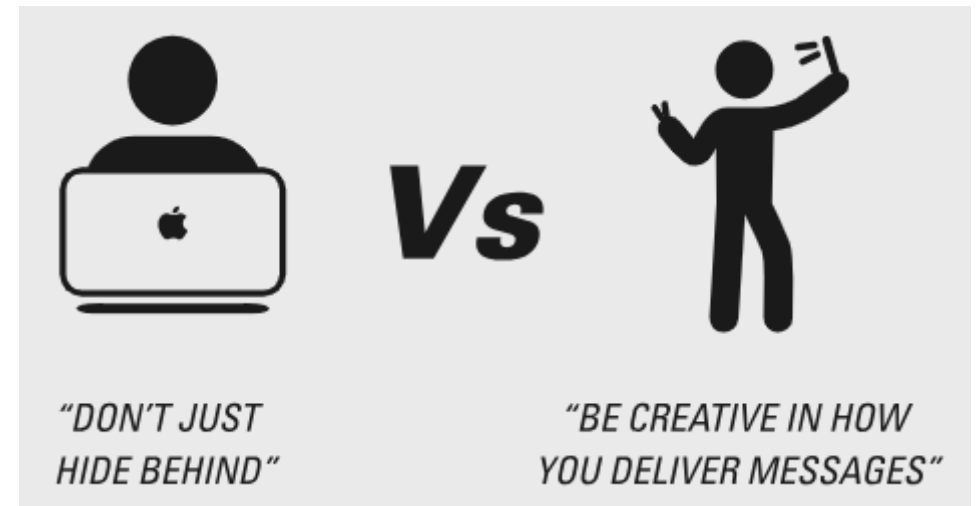 Vs
“DON’T JUST
HIDE BEHIND”
“BE CREATIVE IN HOW
YOU DELIVER MESSAGES”